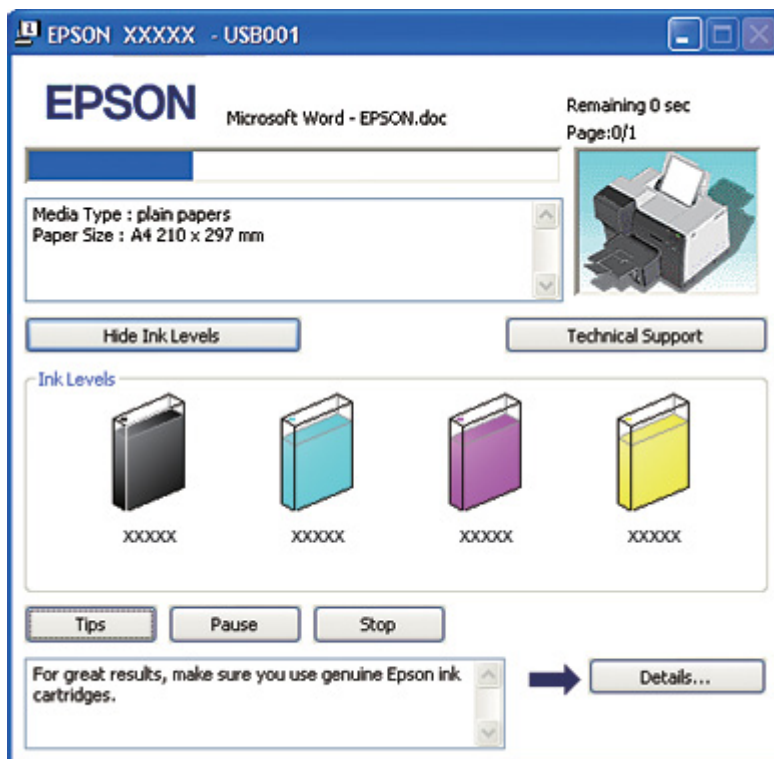 EPSON XXXXX - USB001
EPSON
Microsoft Word - EPSON.doc
Remaining 0 sec
Page:0/1
Media Type : plain papers
Paper Size : A4 210 x 297 mm
Hide Ink Levels
Technical Support
Ink Levels
XXXXX XXXXX XXXXX XXXXX
Tips Pause Stop
For great results, make sure you use genuine Epson ink
cartridges.
Details...